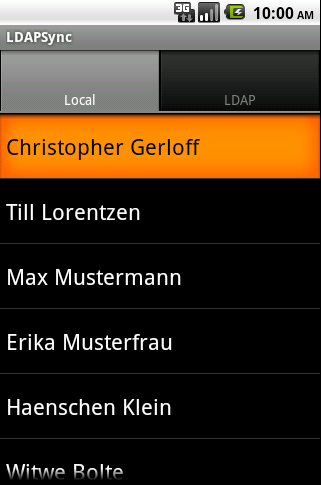 3G
10:00 AM
LDAPSync
Local
LDAP
Christopher Gerloff
Till Lorentzen
Max Mustermann
Erika Musterfrau
Haenschen Klein
Witwe Bolte